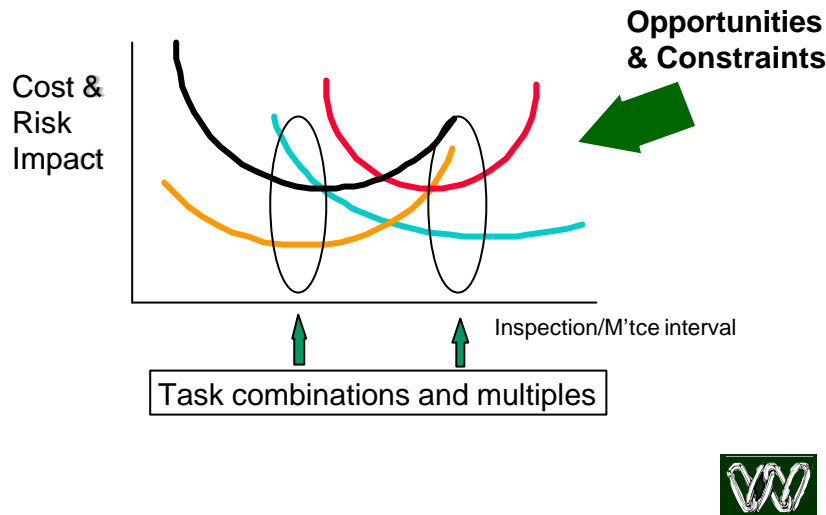 Opportunities
& Constraints
Cost &
Risk
Impact
Inspection/M'tce interval
Task combinations and multiples